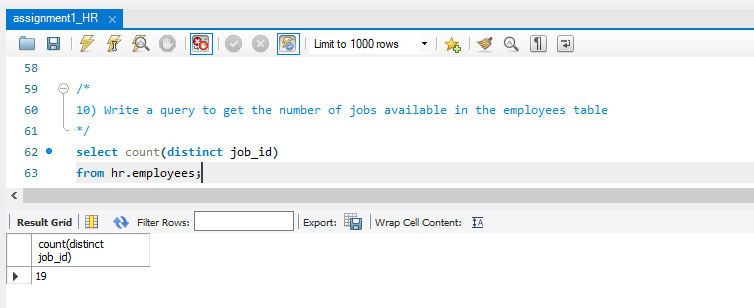 assignment1_HR ×
Limit to 1000 rows
58
59 /*
60 10) Write a query to get the number of jobs available in the employees table
61 */
62 select count(distinct job_id)
63 from hr.employees;
Result Grid Filter Rows: Export: Wrap Cell Content:
count(distinct
job_id)
19